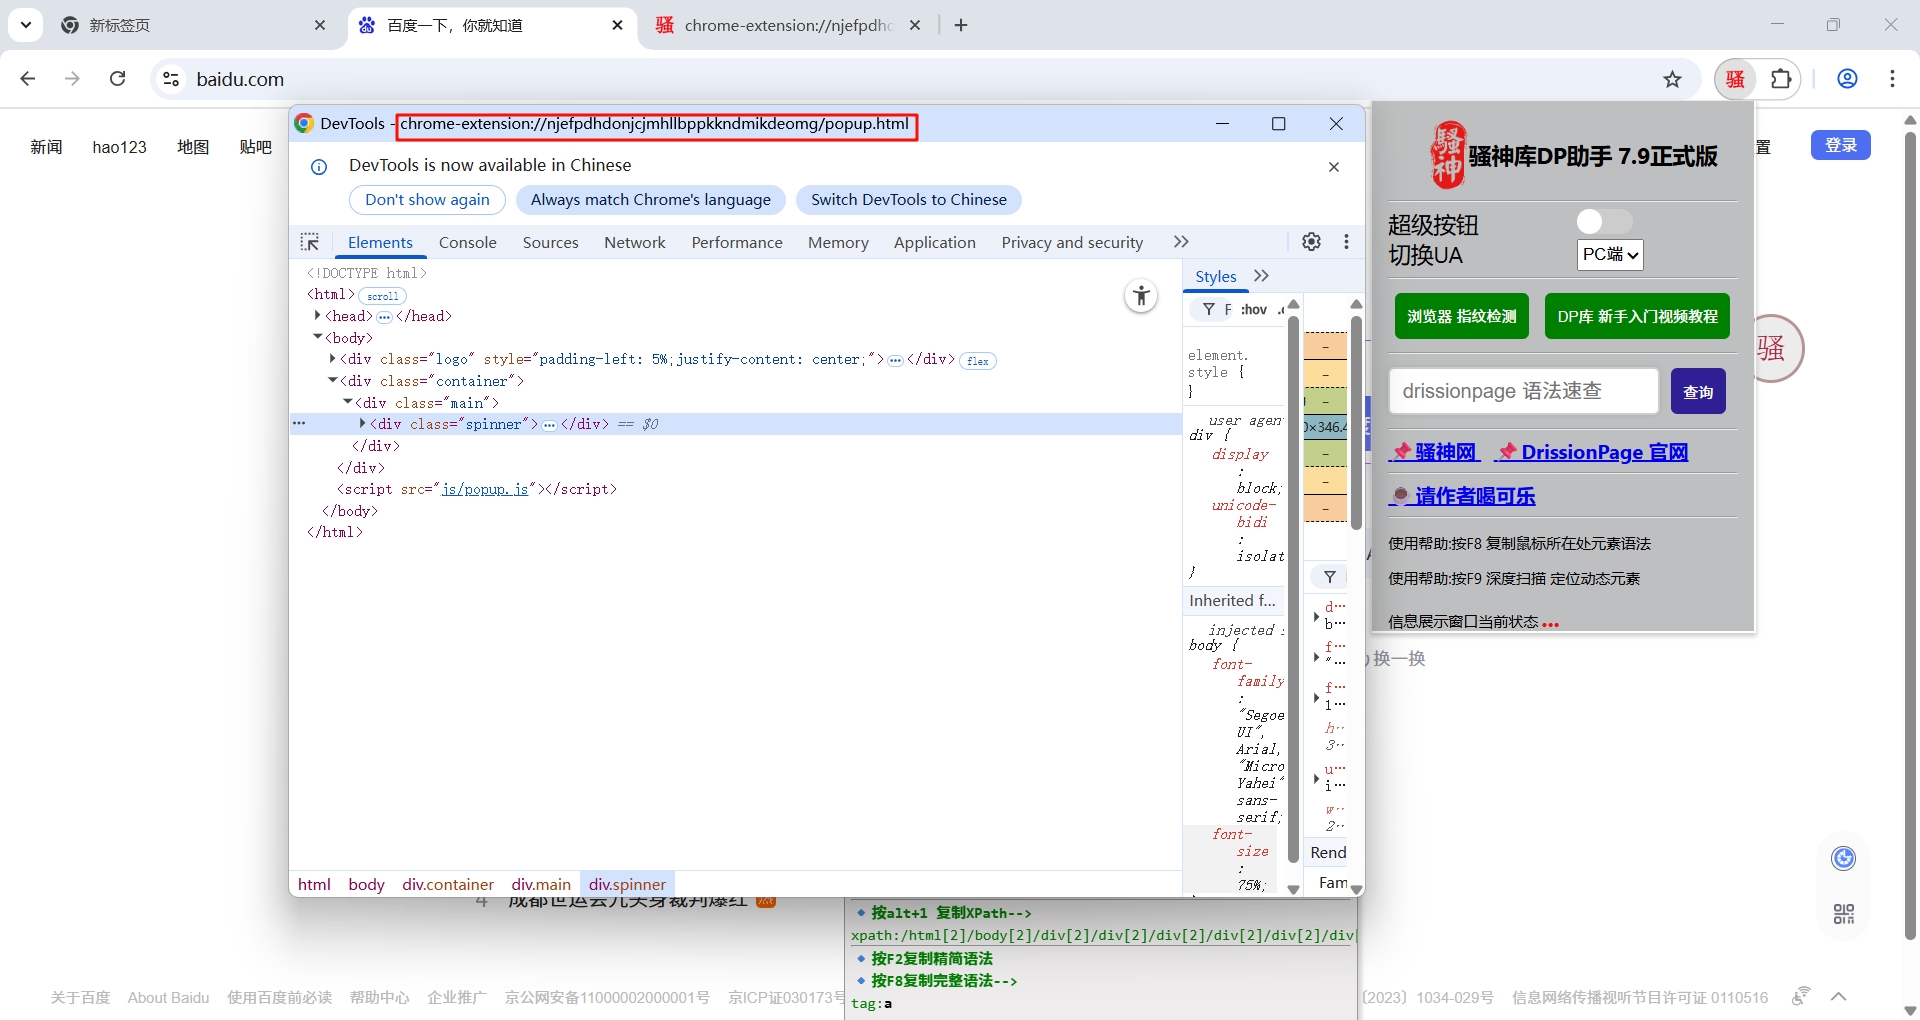 新标签页
百度一下，你就知道
骚 chrome-extension://njefpdhdo
baidu.com
骚
新闻 hao123 地图 贴吧
置 登录
DevTools - chrome-extension://njefpdhdonjcjmhllbppkkndmikdeomg/popup.html
DevTools is now available in Chinese
Don't show again Always match Chrome's language Switch DevTools to Chinese
Elements Console Sources Network Performance Memory Application Privacy and security
<!DOCTYPE html>
<html> scroll
<head> </head>
<body>
<div class="logo" style="padding-left: 5%;justify-content: center;"> </div> flex
<div class="container">
<div class="main">
<div class="spinner"> </div> == $0
</div>
</div>
<script src="js/popup.js"></script>
</body>
</html>
html body div.container div.main div.spinner
Styles
F :hov .c
element.
style {
}
user agen
div {
display
:
block;
unicode-
bidi
:
isolat
}
Inherited f...
injected
body {
font-
family
:
"Segoe
UI",
Arial,
"Micro
Yahei"
sans-
serif;
font-
size
:
75%;
0×346.4
d…
b…
f…
"…
f…
1…
h…
3…
u…
i…
w…
2…
Rend
Fam
騷神
骚神库DP助手 7.9正式版
超级按钮
切换UA PC端
浏览器 指纹检测 DP库 新手入门视频教程
drissionpage 语法速查 查询
骚神网 DrissionPage 官网
请作者喝可乐
使用帮助:按F8 复制鼠标所在处元素语法
使用帮助:按F9 深度扫描 定位动态元素
信息展示窗口当前状态 ...
骚
换一换
4 成都世运会九头身裁判爆红 热
按alt+1 复制XPath-->
xpath:/html[2]/body[2]/div[2]/div[2]/div[2]/div[2]/div[2]/div
按F2复制精简语法
按F8复制完整语法-->
tag:a
关于百度 About Baidu 使用百度前必读 帮助中心 企业推广 京公网安备11000002000001号 京ICP证030173号
〔2023〕1034-029号 信息网络传播视听节目许可证 0110516